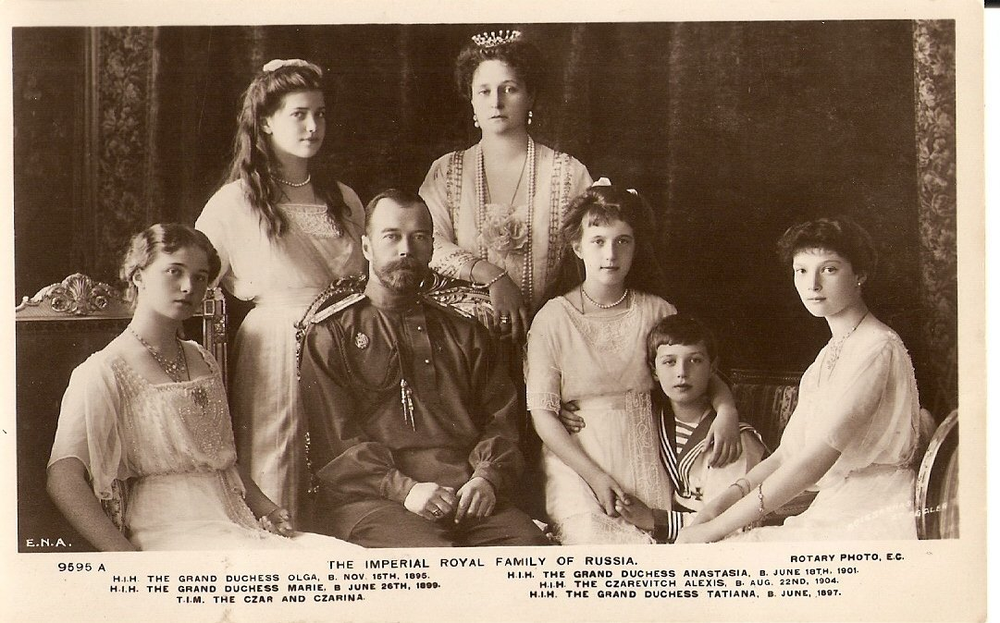 E.N.A.
9595 A
THE IMPERIAL ROYAL FAMILY OF RUSSIA.
ROTARY PHOTO, E.C.
H.I.H. THE GRAND DUCHESS OLGA, B. NOV. 15TH, 1895.
H.I.H. THE GRAND DUCHESS MARIE, B JUNE 26TH, 1899.
T.I.M. THE CZAR AND CZARINA.
H.I.H. THE GRAND DUCHESS ANASTASIA, B. JUNE 18TH, 1901.
H.I.H. THE CZAREVITCH ALEXIS, B. AUG. 22ND, 1904.
H.I.H. THE GRAND DUCHESS TATIANA, B. JUNE, 1897.